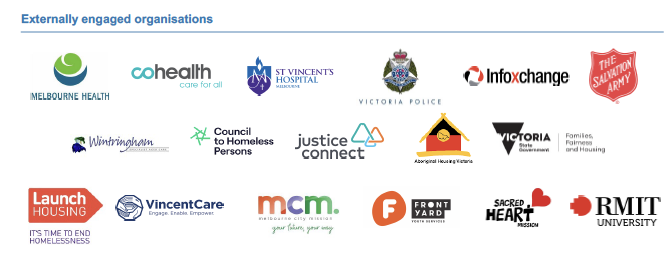 Externally engaged organisations
MELBOURNE HEALTH
cohealth
care for all
ST VINCENT'S
HOSPITAL
MELBOURNE
VICTORIA POLICE
Infoxchange
THE
SALVATION
ARMY
Wintringham
Council
to Homeless
Persons
justice
connect
Aboriginal Housing Victoria
VICTORIA
State
Government
Families,
Fairness
and Housing
Launch
HOUSING
IT'S TIME TO END
HOMELESSNESS
VincentCare
Engage. Enable. Empower.
mcm.
melbourne city mission
your future, your way
F
FRONT
YARD
YOUTH SERVICES
SACRED
HEART
MISSION
RMIT
UNIVERSITY